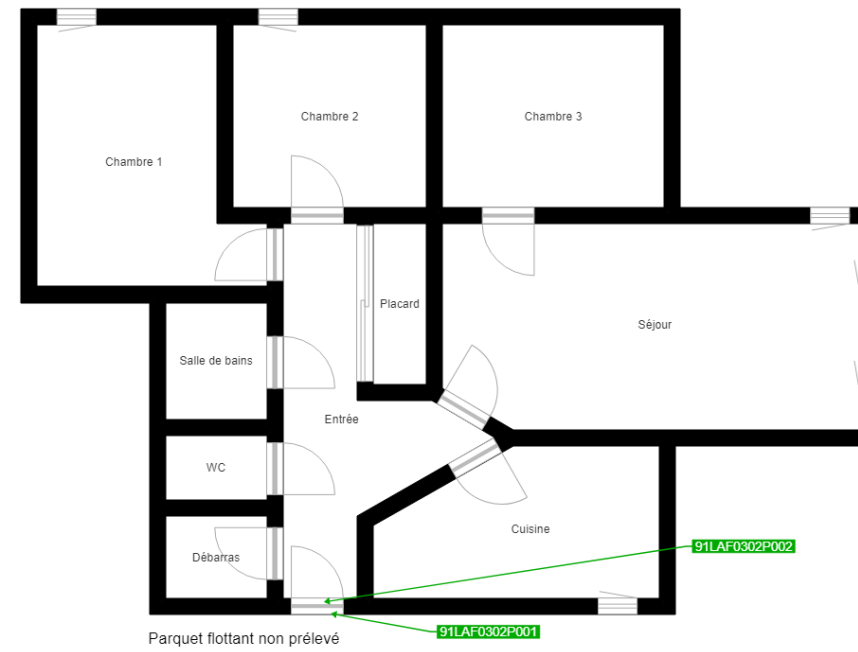 Chambre 2
Chambre 3
Chambre 1
Placard
Séjour
Salle de bains
Entrée
WC
Cuisine
91LAF0302P002
Débarras
91LAF0302P001
Parquet flottant non prélevé